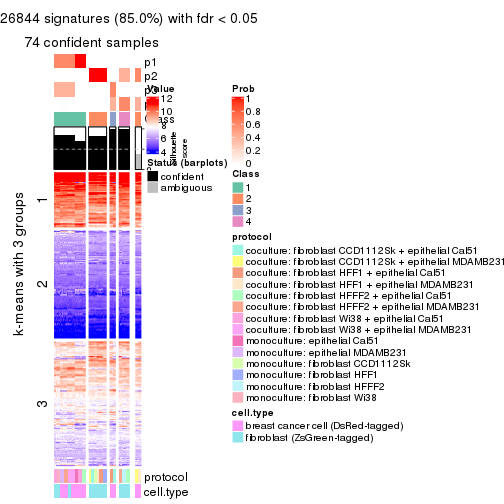 26844 signatures (85.0%) with fdr < 0.05
74 confident samples
p1
p2
p3
Class
Silhouette
score
k-means with 3 groups
1
2
3
protocol
cell.type
Value
12
10
8
6
4
Status (barplots)
confident
ambiguous
Prob
1
0.8
0.6
0.4
0.2
0
Class
1
2
3
4
protocol
coculture: fibroblast CCD1112Sk + epithelial Cal51
coculture: fibroblast CCD1112Sk + epithelial MDAMB231
coculture: fibroblast HFF1 + epithelial Cal51
coculture: fibroblast HFF1 + epithelial MDAMB231
coculture: fibroblast HFFF2 + epithelial Cal51
coculture: fibroblast HFFF2 + epithelial MDAMB231
coculture: fibroblast Wi38 + epithelial Cal51
coculture: fibroblast Wi38 + epithelial MDAMB231
monoculture: epithelial Cal51
monoculture: epithelial MDAMB231
monoculture: fibroblast CCD1112Sk
monoculture: fibroblast HFF1
monoculture: fibroblast HFFF2
monoculture: fibroblast Wi38
cell.type
breast cancer cell (DsRed-tagged)
fibroblast (ZsGreen-tagged)